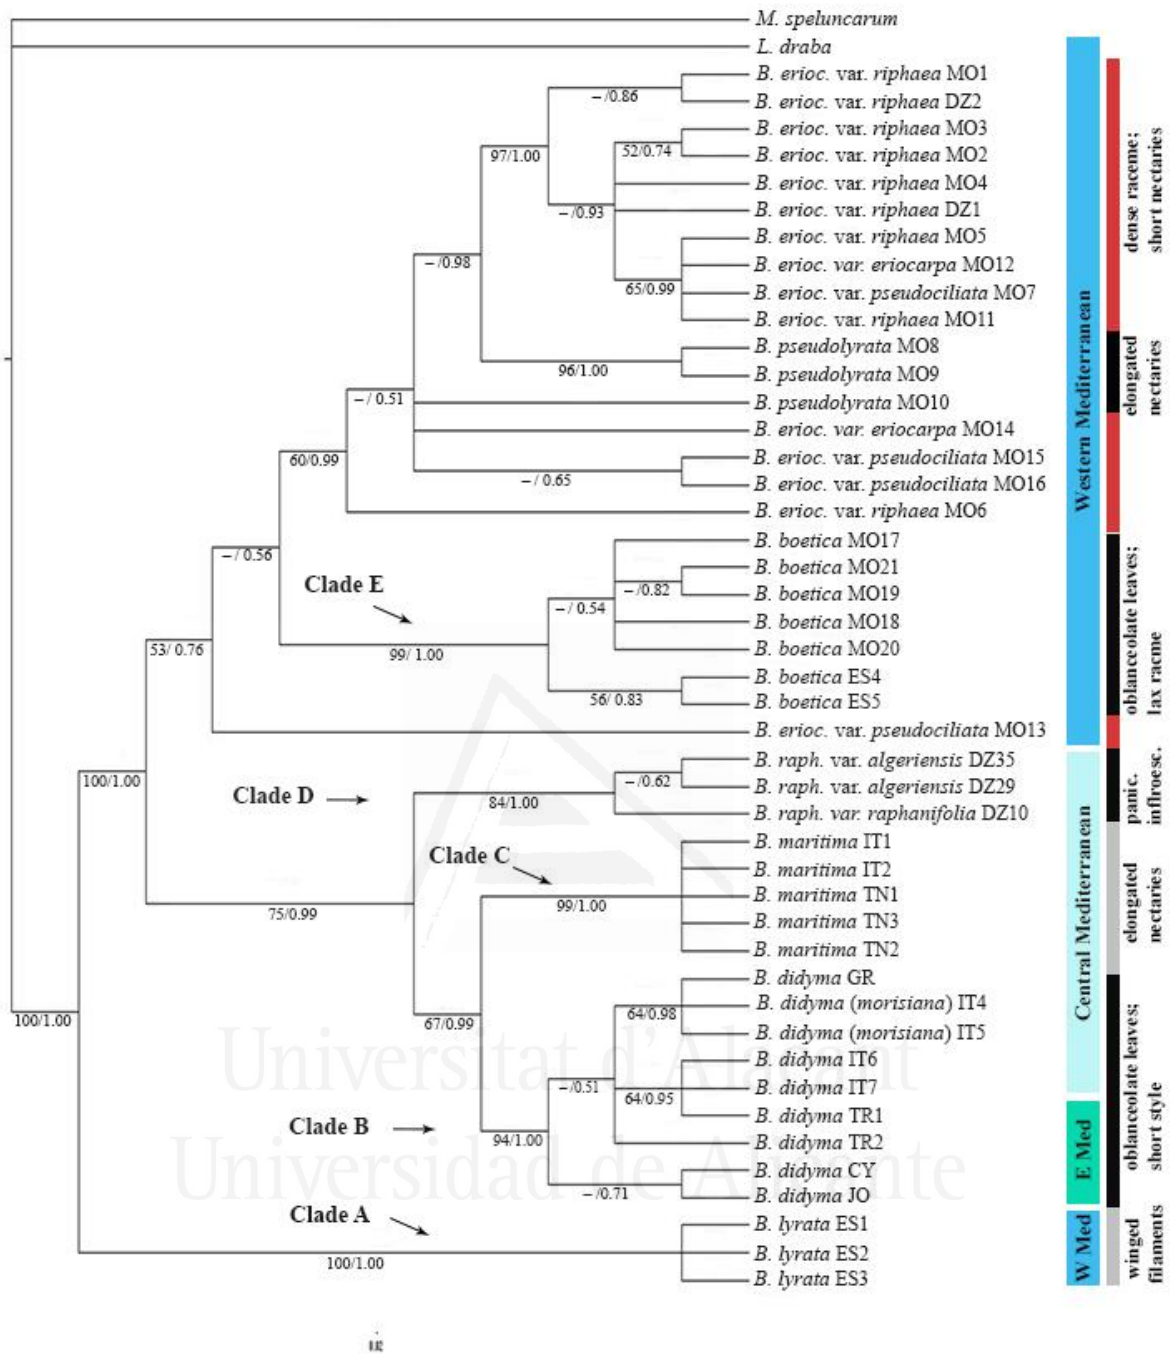 M. speluncarum
L. draba
B. erioc. var. riphaea MO1
B. erioc. var. riphaea DZ2
B. erioc. var. riphaea MO3
B. erioc. var. riphaea MO2
B. erioc. var. riphaea MO4
B. erioc. var. riphaea DZ1
B. erioc. var. riphaea MO5
B. erioc. var. eriocarpa MO12
B. erioc. var. pseudociliata MO7
B. erioc. var. riphaea MO11
B. pseudolyrata MO8
B. pseudolyrata MO9
B. pseudolyrata MO10
B. erioc. var. eriocarpa MO14
B. erioc. var. pseudociliata MO15
B. erioc. var. pseudociliata MO16
B. erioc. var. riphaea MO6
B. boetica MO17
B. boetica MO21
B. boetica MO19
B. boetica MO18
B. boetica MO20
B. boetica ES4
B. boetica ES5
B. erioc. var. pseudociliata MO13
B. raph. var. algeriensis DZ35
B. raph. var. algeriensis DZ29
B. raph. var. raphanifolia DZ10
B. maritima IT1
B. maritima IT2
B. maritima TN1
B. maritima TN3
B. maritima TN2
B. didyma GR
B. didyma (morisiana) IT4
B. didyma (morisiana) IT5
B. didyma IT6
B. didyma IT7
B. didyma TR1
B. didyma TR2
B. didyma CY
B. didyma JO
B. lyrata ES1
B. lyrata ES2
B. lyrata ES3
– /0.86
97/1.00
52/0.74
– /0.93
– /0.98
65/0.99
96/1.00
– / 0.51
60/0.99
– / 0.65
– / 0.56
Clade E
– /0.82
– / 0.54
53/ 0.76
99/ 1.00
56/ 0.83
100/1.00
– /0.62
Clade D
84/1.00
Clade C
99/1.00
75/0.99
64/0.98
100/1.00
67/0.99
– /0.51
64/0.95
Clade B
94/1.00
– /0.71
Clade A
100/1.00
0.02
Western Mediterranean
Central Mediterranean
E Med
W Med
dense raceme;
short nectaries
elongated
nectaries
oblanceolate leaves;
lax racme
panic.
infloresc.
elongated
nectaries
oblanceolate leaves;
short style
winged
filaments
Universitat d'Alacant
Universidad de Alicante